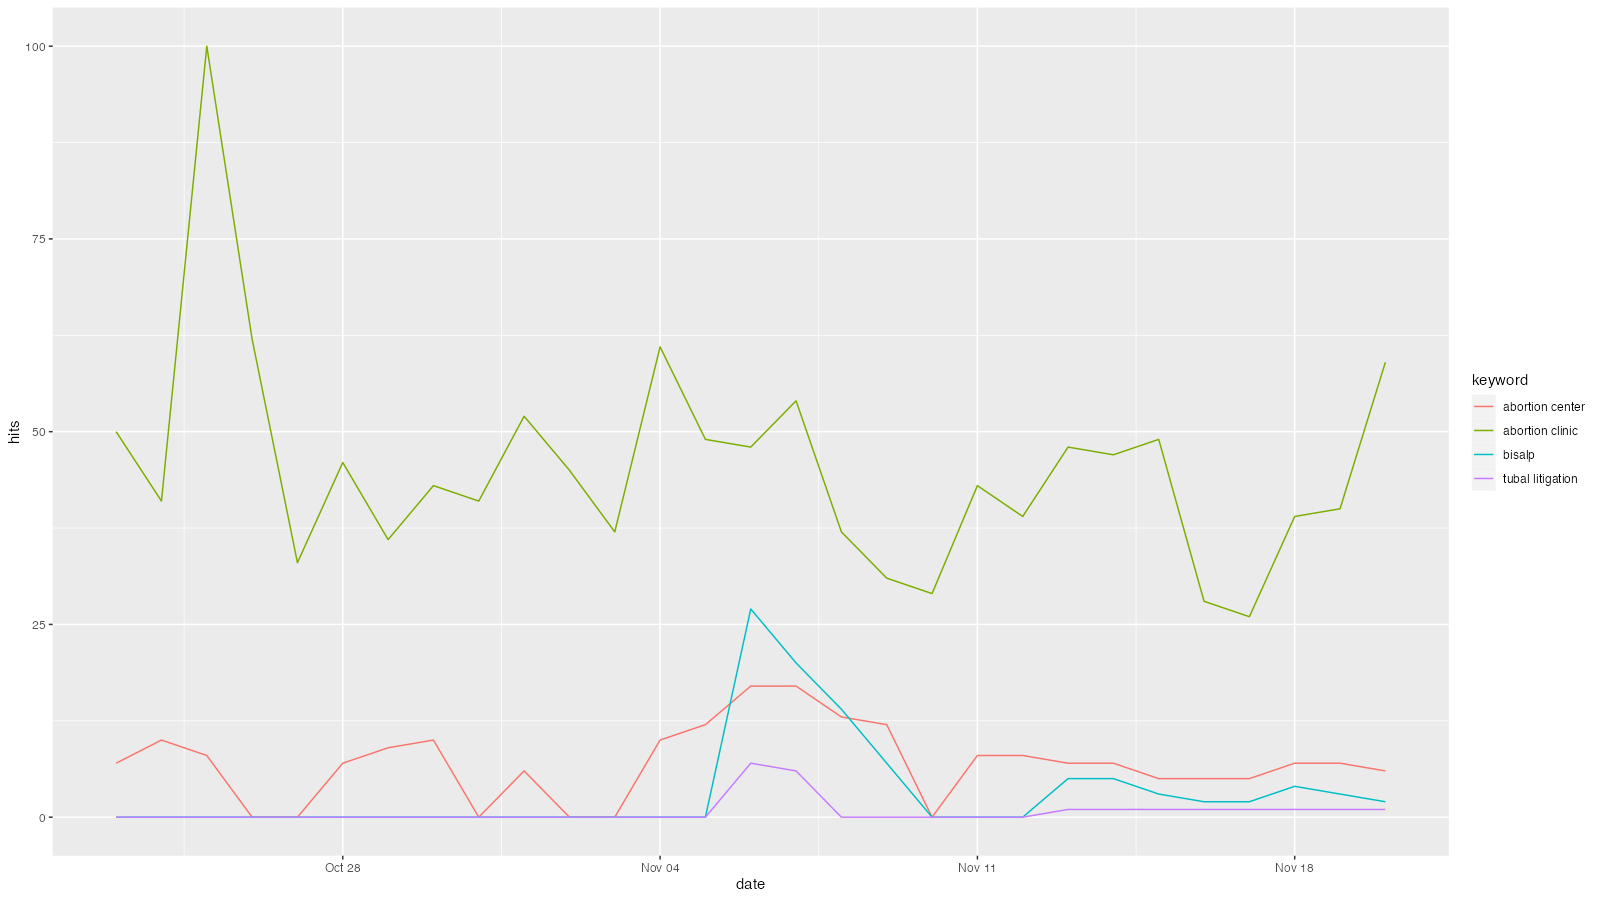 100
75
50
25
0
hits
Oct 28
Nov 04
Nov 11
Nov 18
date
keyword
abortion center
abortion clinic
bisalp
tubal litigation